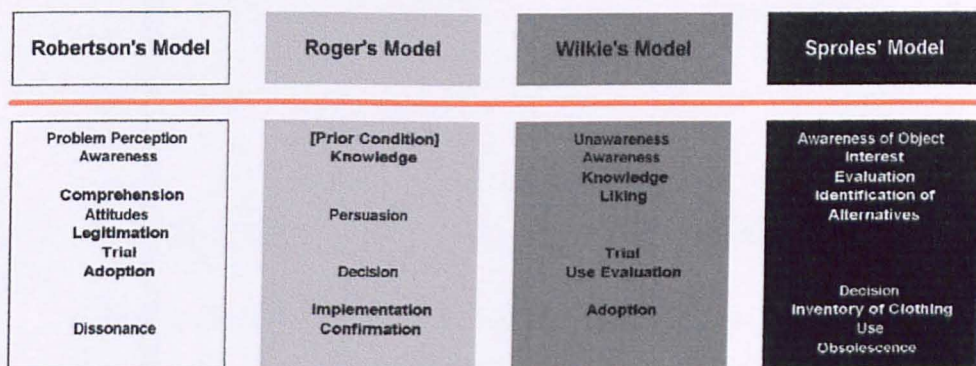 Robertson's Model
Roger's Model
Wilkie's Model
Sproles' Model
Problem Perception
Awareness
Comprehension
Attitudes
Legitimation
Trial
Adoption
Dissonance
[Prior Condition]
Knowledge
Persuasion
Decision
Implementation
Confirmation
Unawareness
Awareness
Knowledge
Liking
Trial
Use Evaluation
Adoption
Awareness of Object
Interest
Evaluation
Identification of
Alternatives
Decision
Inventory of Clothing
Use
Obsolescence